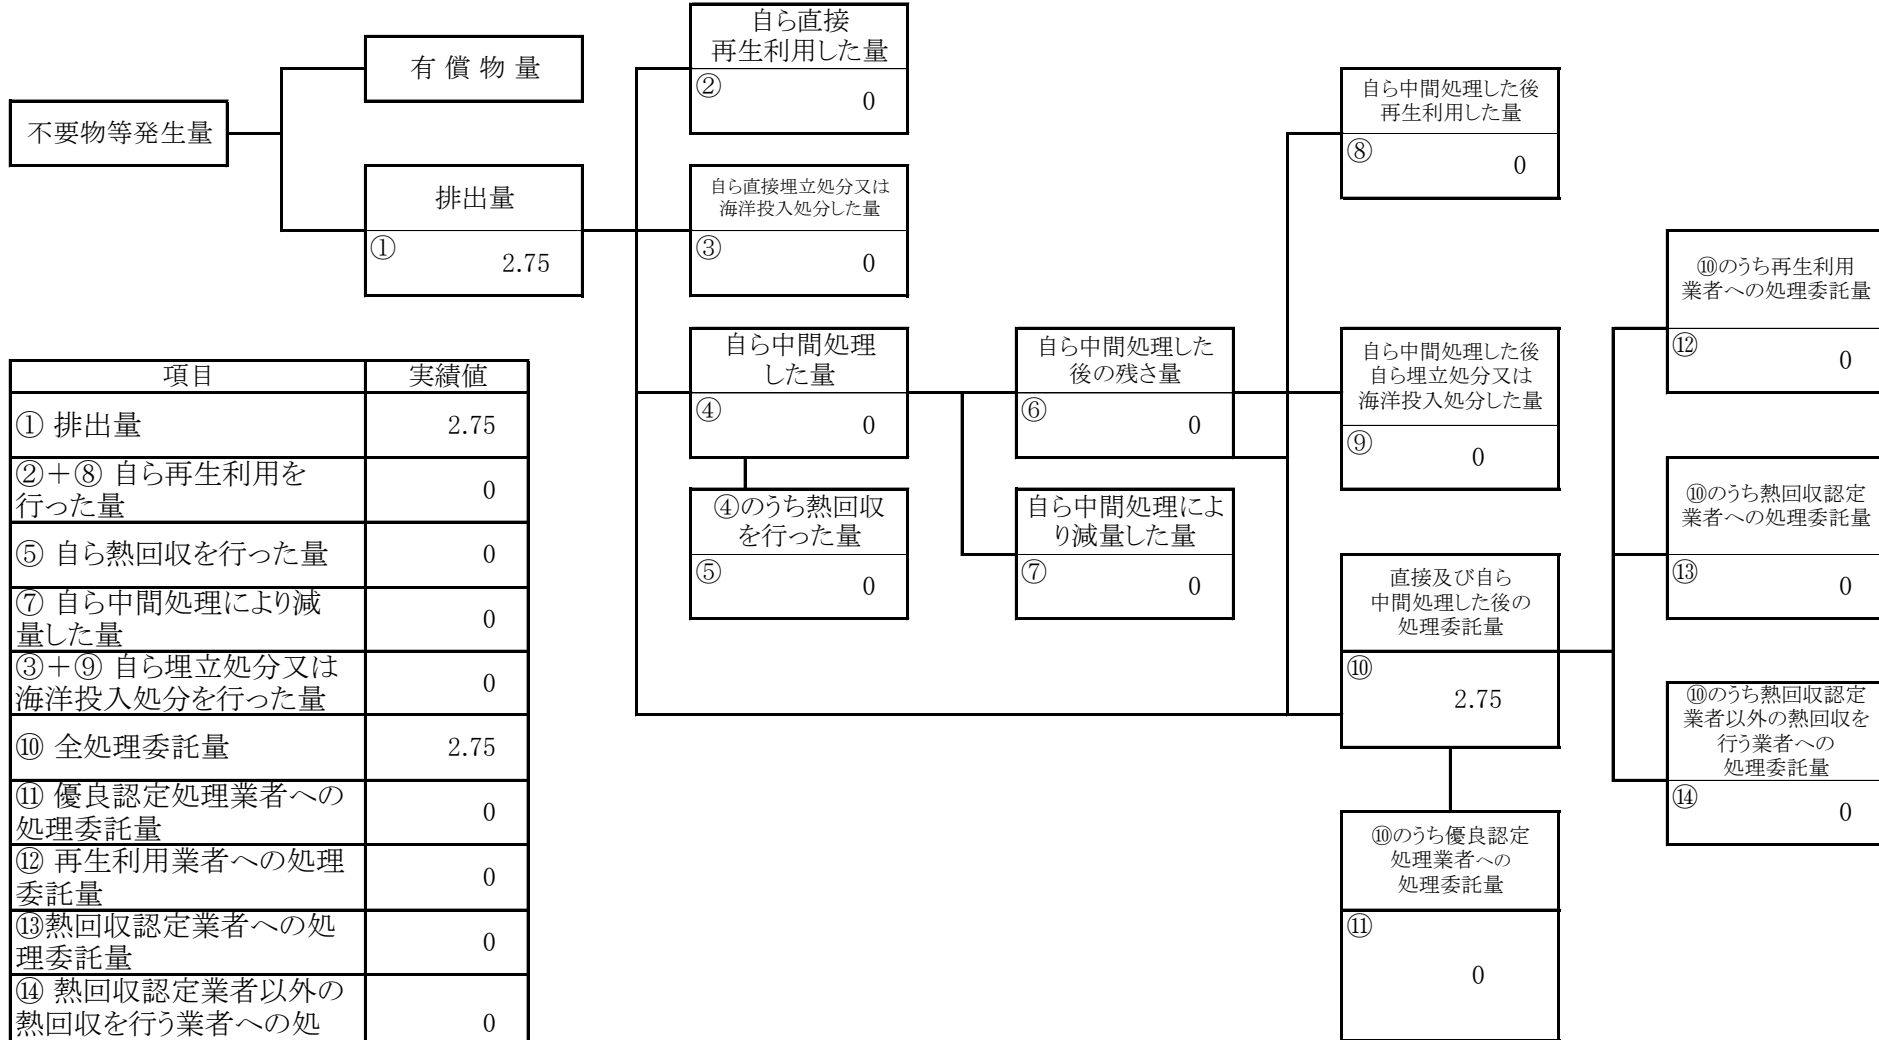 不要物等発生量
有 償 物 量
排出量
①
2.75
自ら直接
再生利用した量
②
0
自ら直接埋立処分又は
海洋投入処分した量
③
0
自ら中間処理
した量
④
0
④のうち熱回収
を行った量
⑤
0
自ら中間処理した
後の残さ量
⑥
0
自ら中間処理によ
り減量した量
⑦
0
自ら中間処理した後
再生利用した量
⑧
0
自ら中間処理した後
自ら埋立処分又は
海洋投入処分した量
⑨
0
直接及び自ら
中間処理した後の
処理委託量
⑩
2.75
⑩のうち優良認定
処理業者への
処理委託量
⑪
0
⑩のうち再生利用
業者への処理委託量
⑫
0
⑩のうち熱回収認定
業者への処理委託量
⑬
0
⑩のうち熱回収認定
業者以外の熱回収を
行う業者への
処理委託量
⑭
0
項目 実績値
① 排出量 2.75
②＋⑧ 自ら再生利用を
行った量 0
⑤ 自ら熱回収を行った量 0
⑦ 自ら中間処理により減
量した量 0
③＋⑨ 自ら埋立処分又は
海洋投入処分を行った量 0
⑩ 全処理委託量 2.75
⑪ 優良認定処理業者への
処理委託量 0
⑫ 再生利用業者への処理
委託量 0
⑬熱回収認定業者への処
理委託量 0
⑭ 熱回収認定業者以外の
熱回収を行う業者への処 0